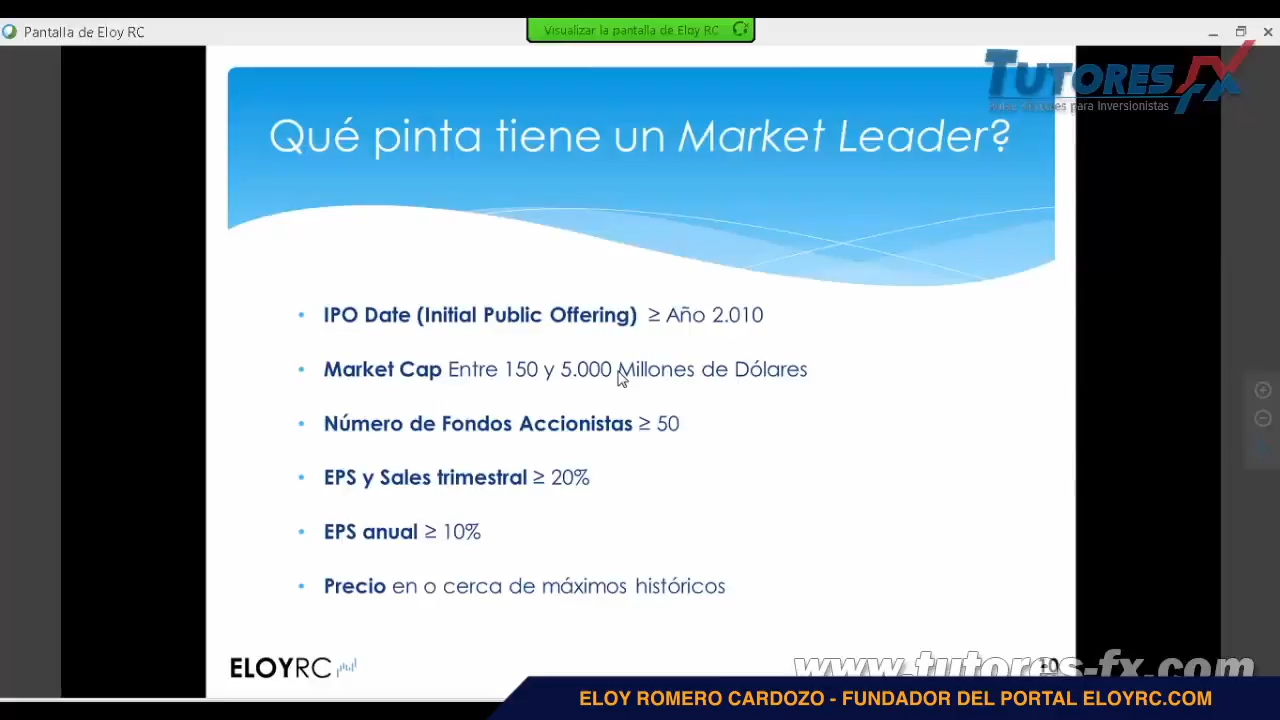 Pantalla de Eloy RC
Visualizar la pantalla de Eloy RC
TUTORES FX
para Inversionistas
Qué pinta tiene un Market Leader?
• IPO Date (Initial Public Offering) ≥ Año 2.010
• Market Cap Entre 150 y 5.000 Millones de Dólares
• Número de Fondos Accionistas ≥ 50
• EPS y Sales trimestral ≥ 20%
• EPS anual ≥ 10%
• Precio en o cerca de máximos históricos
ELOYRC
www.tutores-fx.com
ELOY ROMERO CARDOZO - FUNDADOR DEL PORTAL ELOYRC.COM